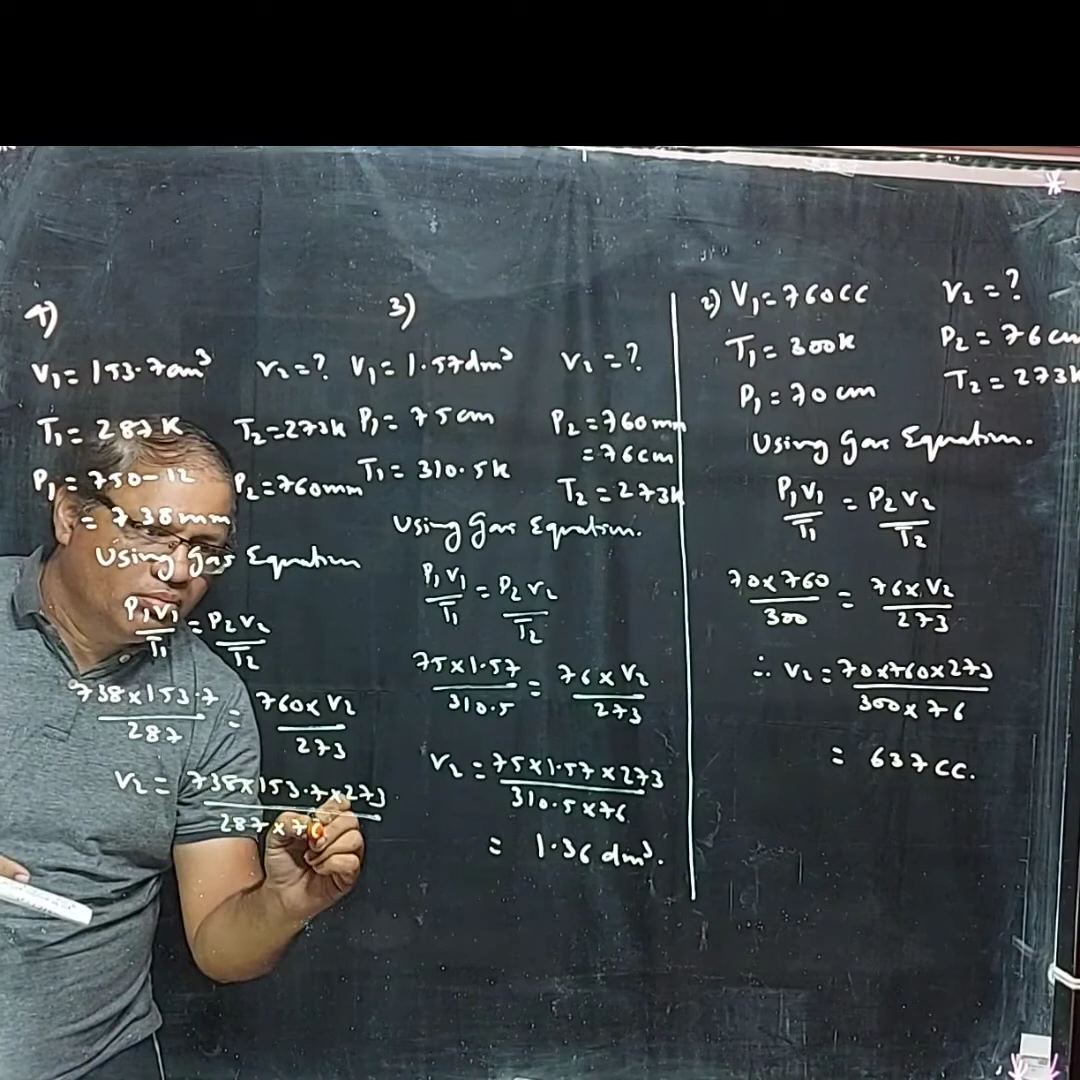 4)
V₁ = 153.7 cm³ V₂ = ?
T₁ = 287 K T₂ = 273 K
P₁ = 750 - 12 P₂ = 760 mm
= 738 mm
Using Gas Equation
P₁V₁/T₁ = P₂V₂/T₂
738 × 153.7/287 = 760 × V₂/273
V₂ = 738 × 153.7 × 273/287 × 7
3)
V₁ = 1.57 dm³ V₂ = ?
P₁ = 75 cm P₂ = 760 mm
= 76 cm
T₁ = 310.5 K T₂ = 273 K
Using Gas Equation.
P₁V₁/T₁ = P₂V₂/T₂
75 × 1.57/310.5 = 76 × V₂/273
V₂ = 75 × 1.57 × 273/310.5 × 76
= 1.36 dm³.
2) V₁ = 760 CC V₂ = ?
T₁ = 300 K P₂ = 76 cm
P₁ = 70 cm T₂ = 273 K
Using Gas Equation.
P₁V₁/T₁ = P₂V₂/T₂
70 × 760/300 = 76 × V₂/273
∴ V₂ = 70 × 760 × 273/300 × 76
= 637 CC.